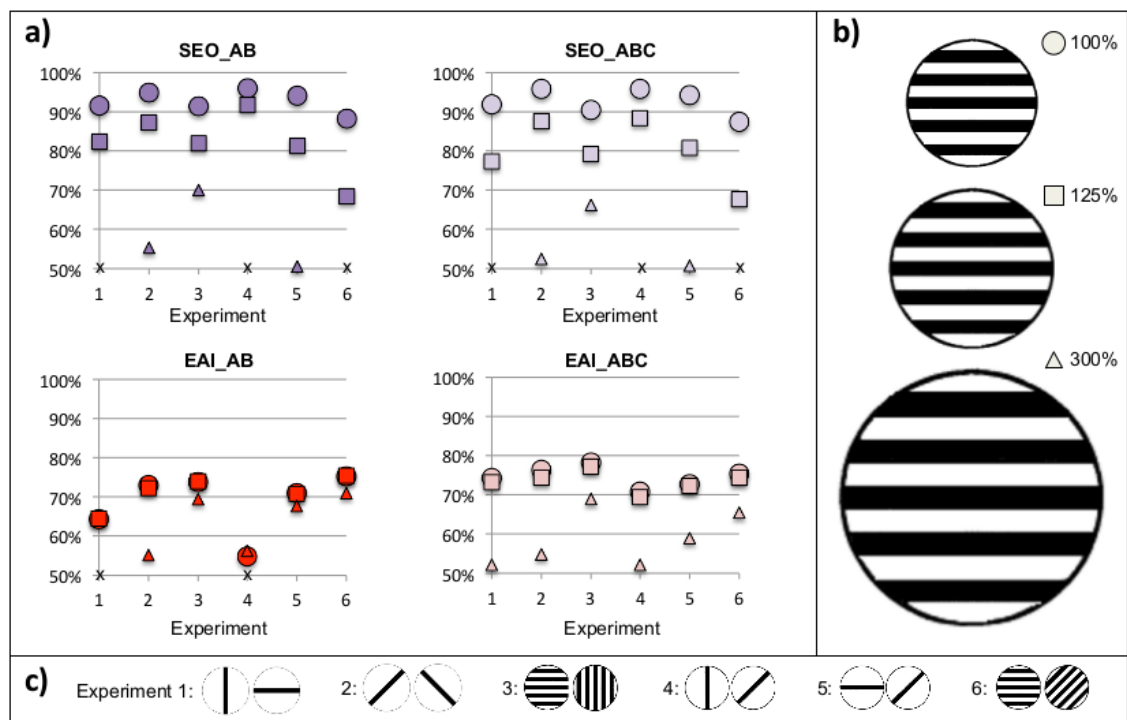 a)
SEO_AB
100%
90%
80%
70%
60%
50%
x x x
1 2 3 4 5 6
Experiment
SEO_ABC
100%
90%
80%
70%
60%
50%
x x x
1 2 3 4 5 6
Experiment
EAI_AB
100%
90%
80%
70%
60%
50%
x x
1 2 3 4 5 6
Experiment
EAI_ABC
100%
90%
80%
70%
60%
50%
1 2 3 4 5 6
Experiment
b)
100%
125%
300%
c) Experiment 1: 2: 3: 4: 5: 6: